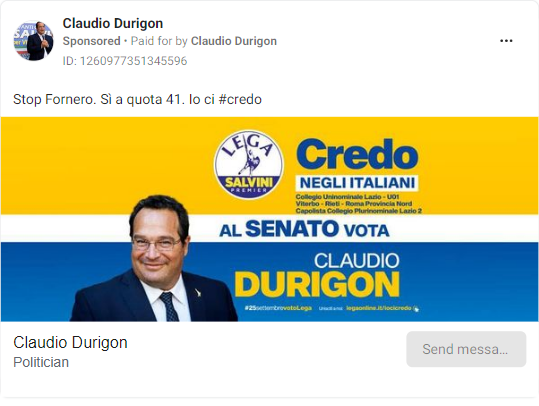 Claudio Durigon
Sponsored • Paid for by Claudio Durigon
ID: 1260977351345596
Stop Fornero. Sì a quota 41. Io ci #credo
LEGA
SALVINI
PREMIER
Credo
NEGLI ITALIANI
Collegio Uninominale Lazio - U01
Viterbo - Rieti - Roma Provincia Nord
Capolista Collegio Plurinominale Lazio 2
AL SENATO VOTA
CLAUDIO
DURIGON
#25settembrevotoLega
legaonline.it/iocicredo
Claudio Durigon
Politician
Send messa...